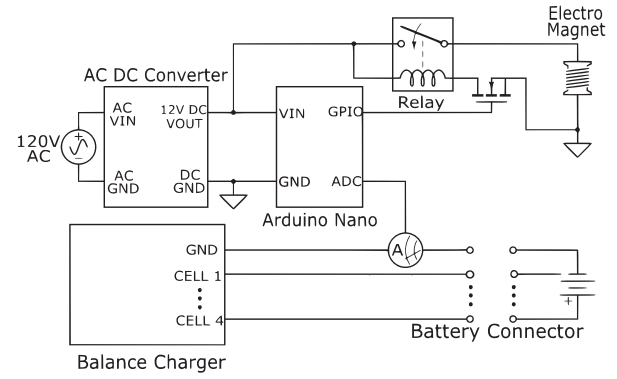 Electro
Magnet
AC DC Converter
Relay
AC
VIN
12V DC
VOUT
VIN
GPIO
120V
AC
AC
GND
DC
GND
GND
ADC
Arduino Nano
GND
A
CELL 1
CELL 4
+
Battery Connector
Balance Charger